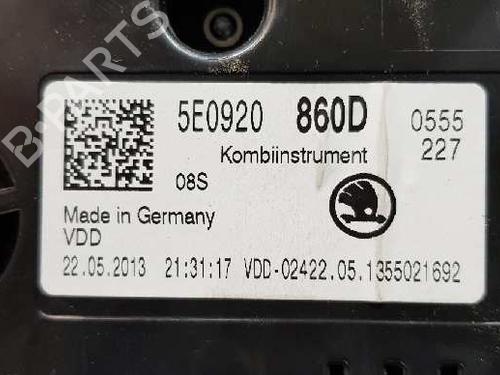 B-PARTS
5E0920 860D 0555
Kombiinstrument 227
08S
Made in Germany
VDD
22.05.2013 21:31:17 VDD-02422.05.1355021692